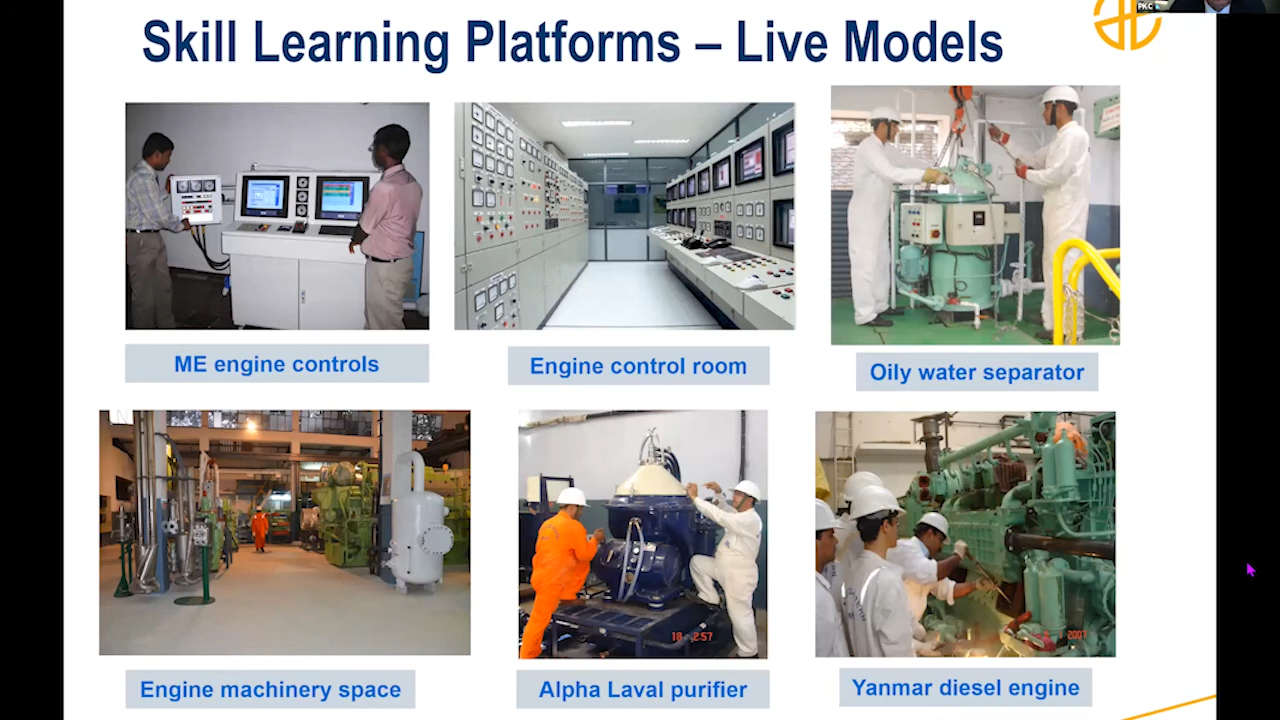 PKC
Skill Learning Platforms – Live Models
ME engine controls
Engine control room
Oily water separator
Engine machinery space
Alpha Laval purifier
Yanmar diesel engine